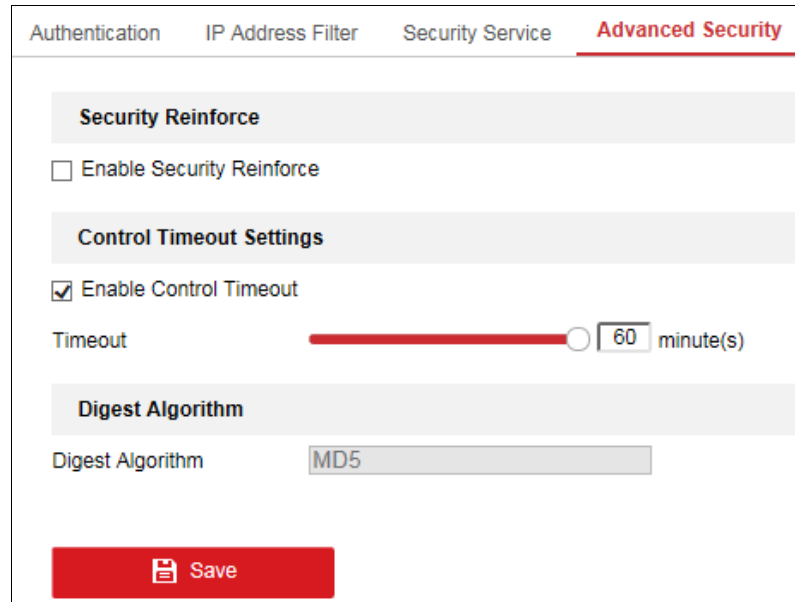 Authentication IP Address Filter Security Service Advanced Security
Security Reinforce
Enable Security Reinforce
Control Timeout Settings
Enable Control Timeout
Timeout 60 minute(s)
Digest Algorithm
Digest Algorithm MD5
Save